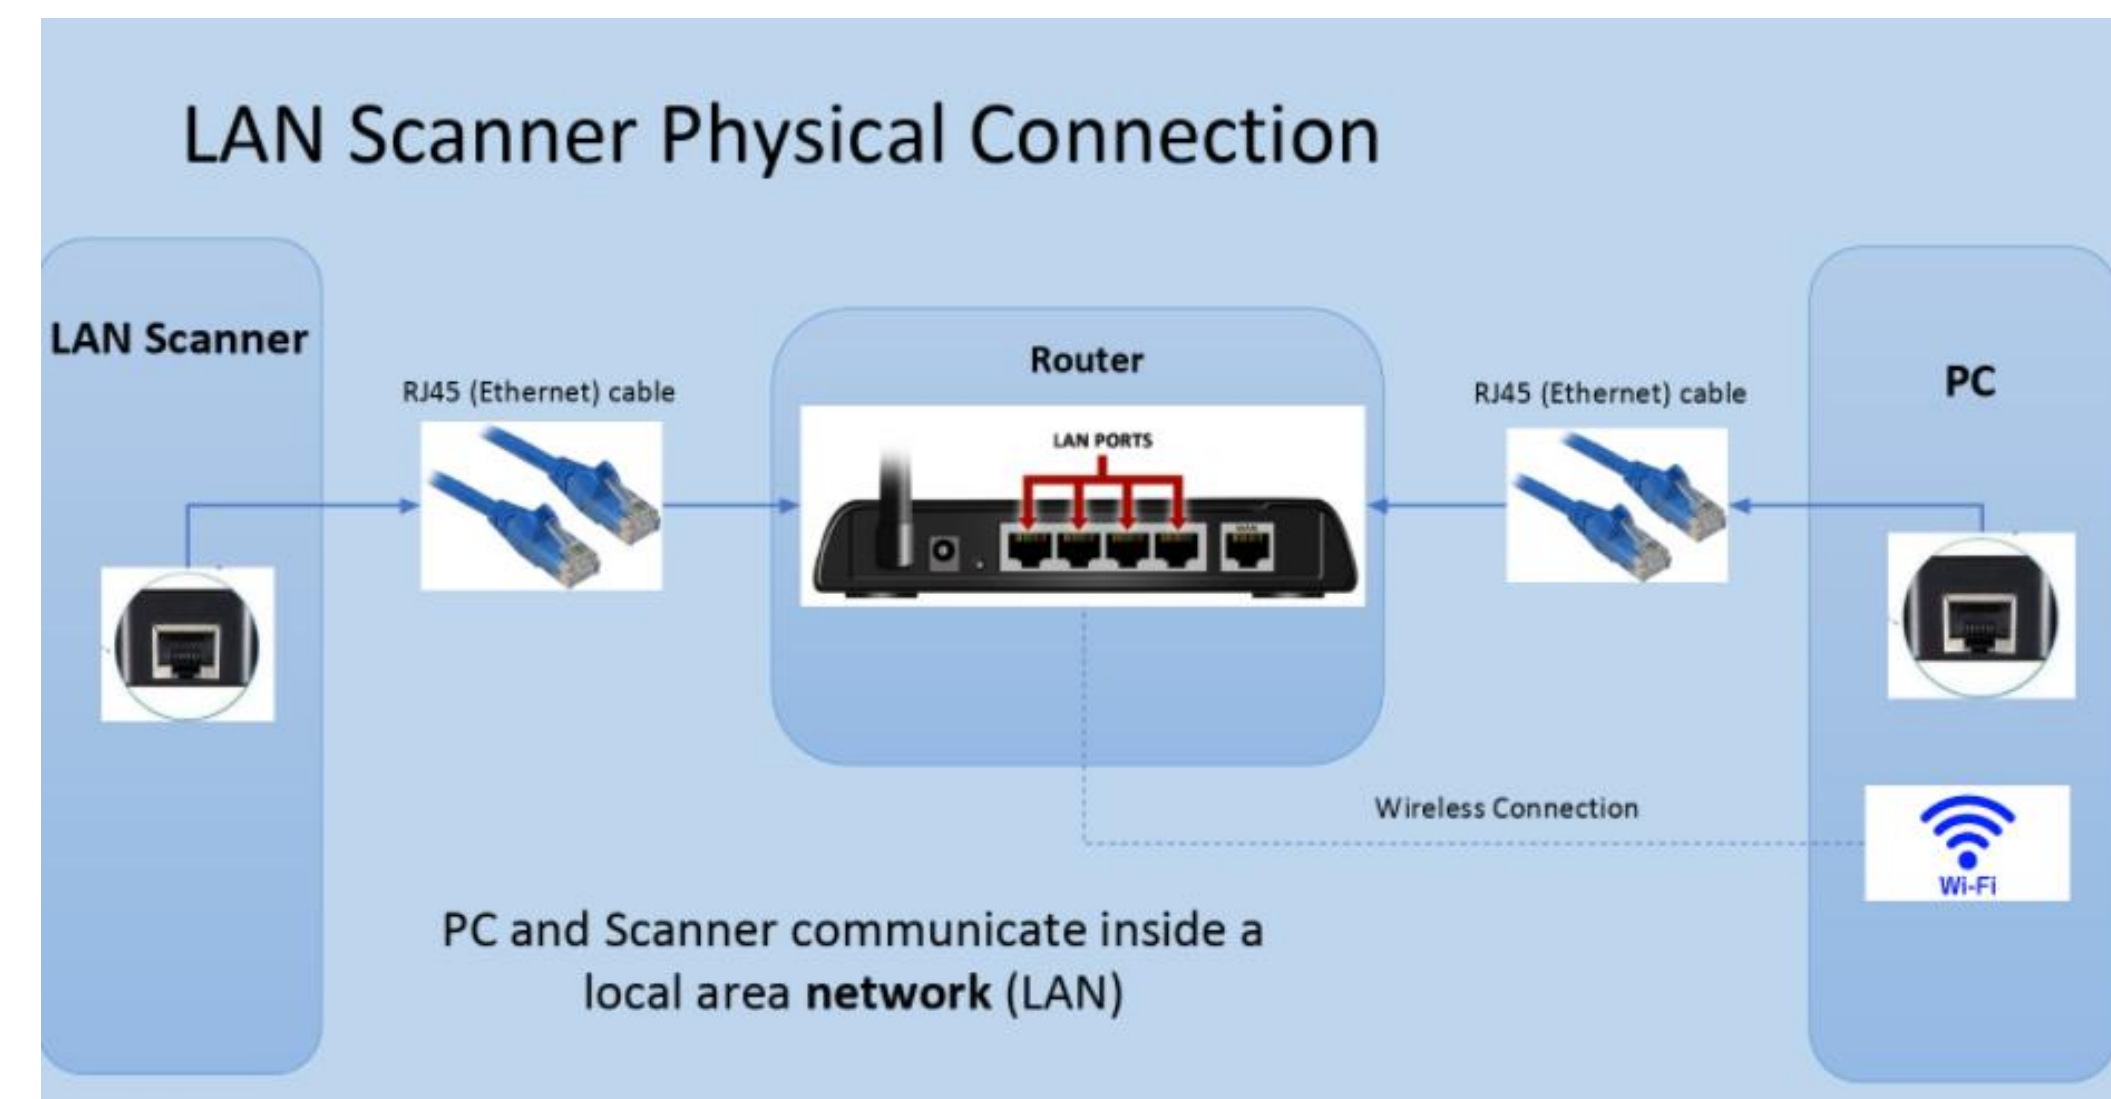 LAN Scanner Physical Connection
LAN Scanner
RJ45 (Ethernet) cable
Router
LAN PORTS
WAN
RJ45 (Ethernet) cable
PC
Wireless Connection
Wi-Fi
PC and Scanner communicate inside a
local area network (LAN)